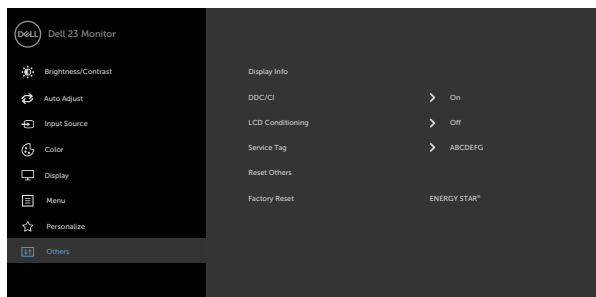 DELL Dell 23 Monitor
Brightness/Contrast
Auto Adjust
Input Source
Color
Display
Menu
Personalize
Others
Display Info
DDC/CI On
LCD Conditioning Off
Service Tag ABCDEFG
Reset Others
Factory Reset ENERGY STAR®